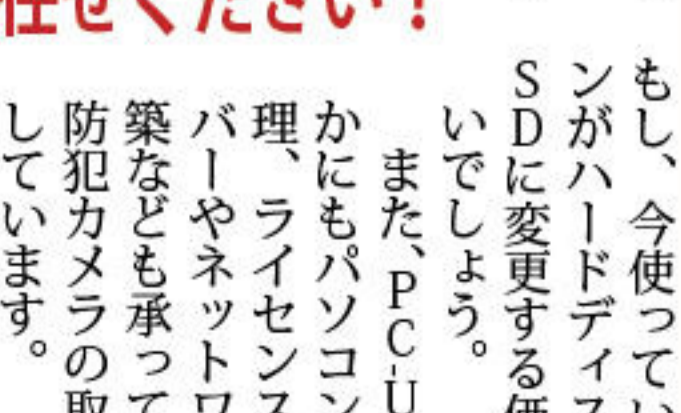 任せください！
もし、今使ってい
ンがハードディス
SDに変更する価
いでしょう。
また、PC-U
かにもパソコン
理、ライセンス
バーやネットワ
築なども承って
防犯カメラの取
しています。